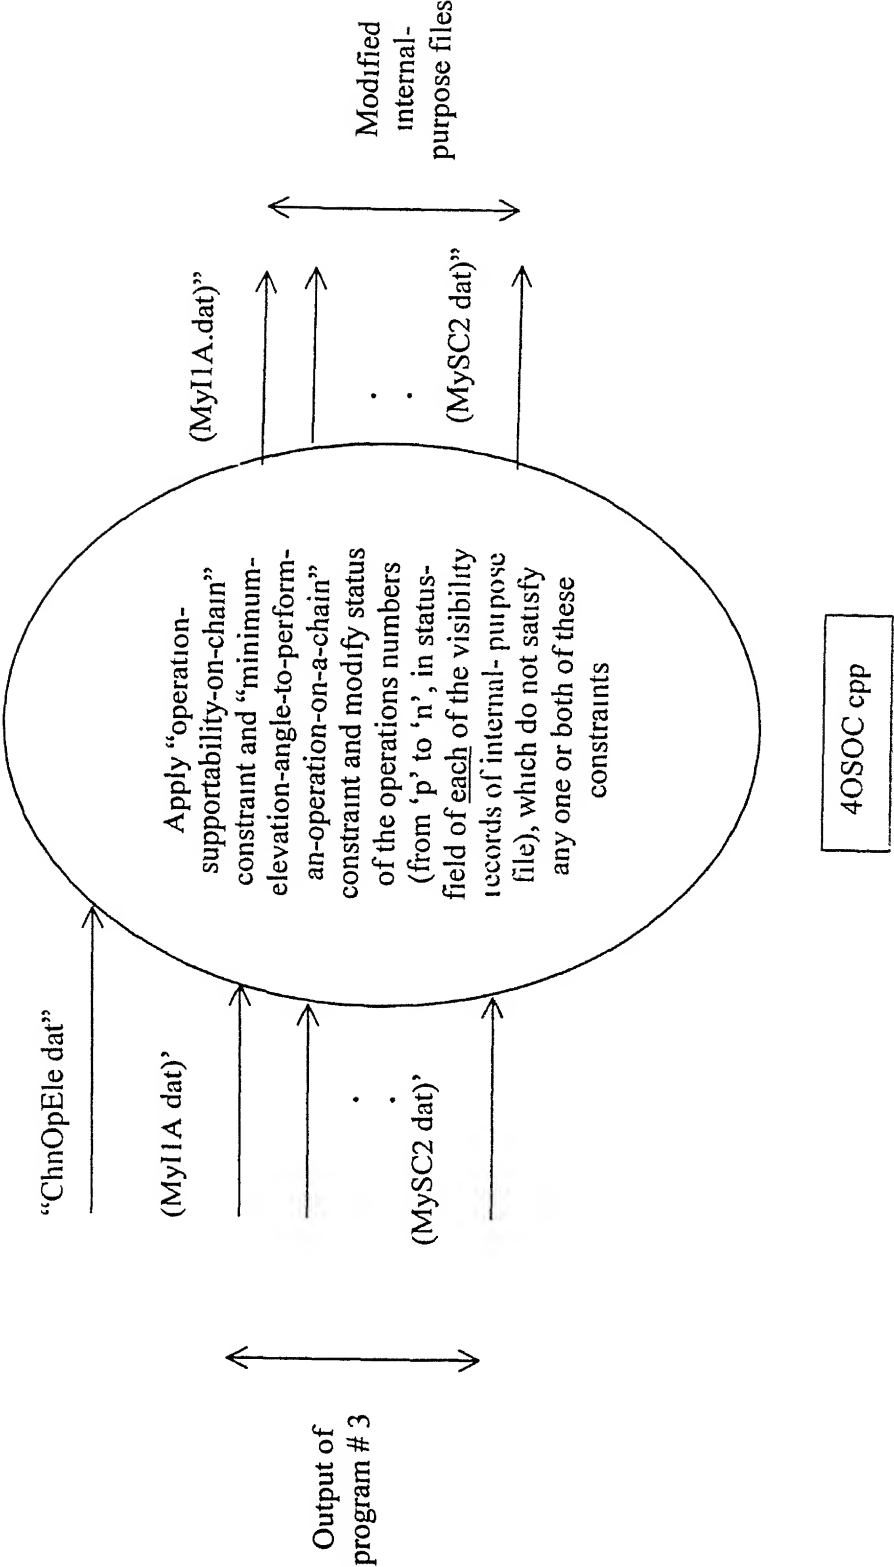 “ChnOpEle dat”
(MyI1A dat)’
.
.
(MySC2 dat)’
Output of
program # 3
Apply “operation-
supportability-on-chain”
constraint and “minimum-
elevation-angle-to-perform-
an-operation-on-a-chain”
constraint and modify status
of the operations numbers
(from ‘p’ to ‘n’, in status-
field of each of the visibility
records of internal- purpose
file), which do not satisfy
any one or both of these
constraints
(MyI1A.dat)”
.
.
(MySC2 dat)”
Modified
internal-
purpose files
4OSOC cpp